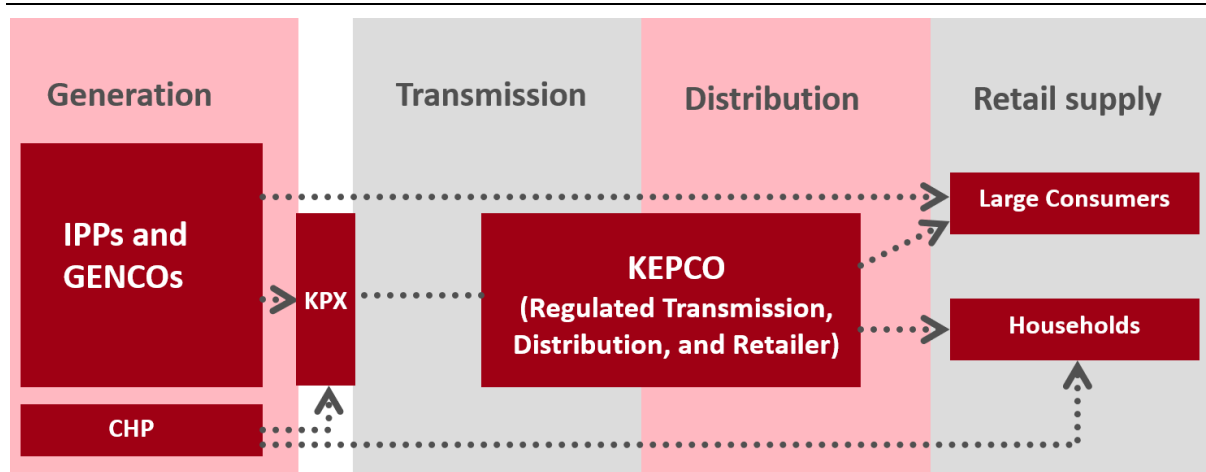 Generation
Transmission
Distribution
Retail supply
IPPs and
GENCOs
KPX
KEPCO
(Regulated Transmission,
Distribution, and Retailer)
Large Consumers
Households
CHP